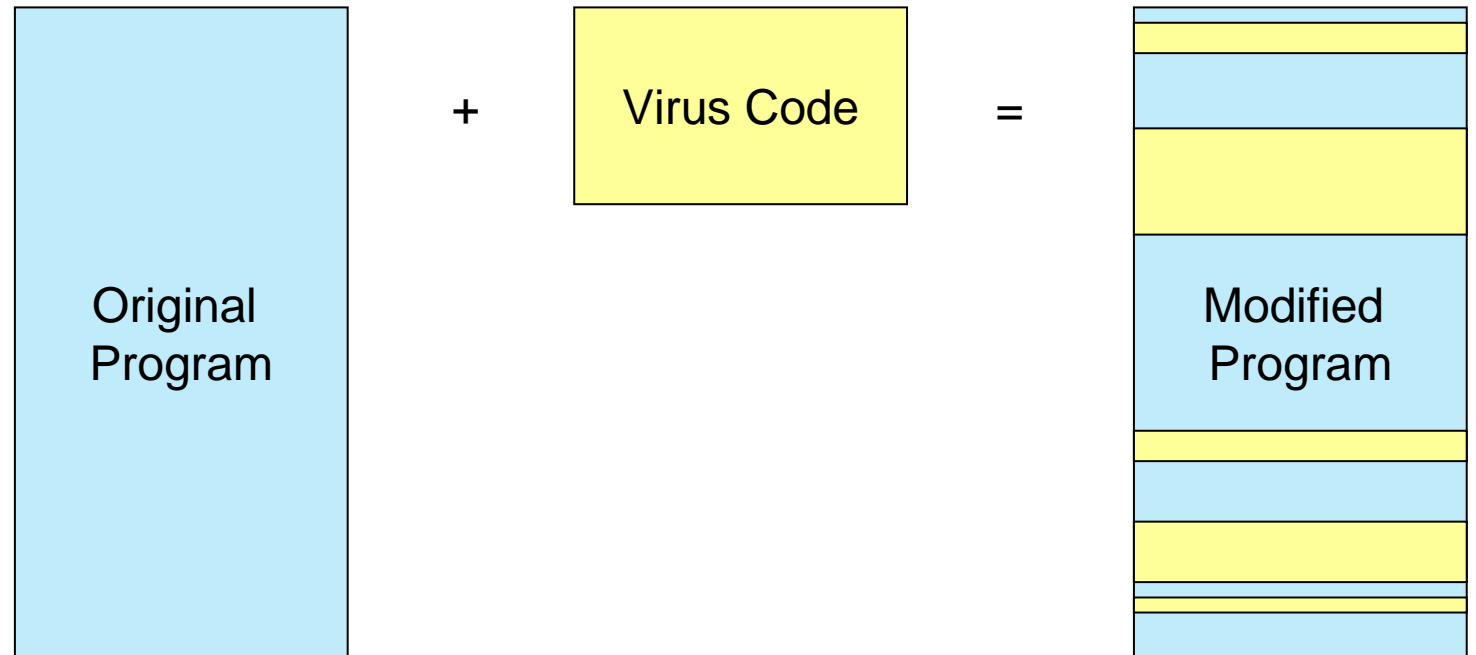 +
Virus Code
=
Original
Program
Modified
Program